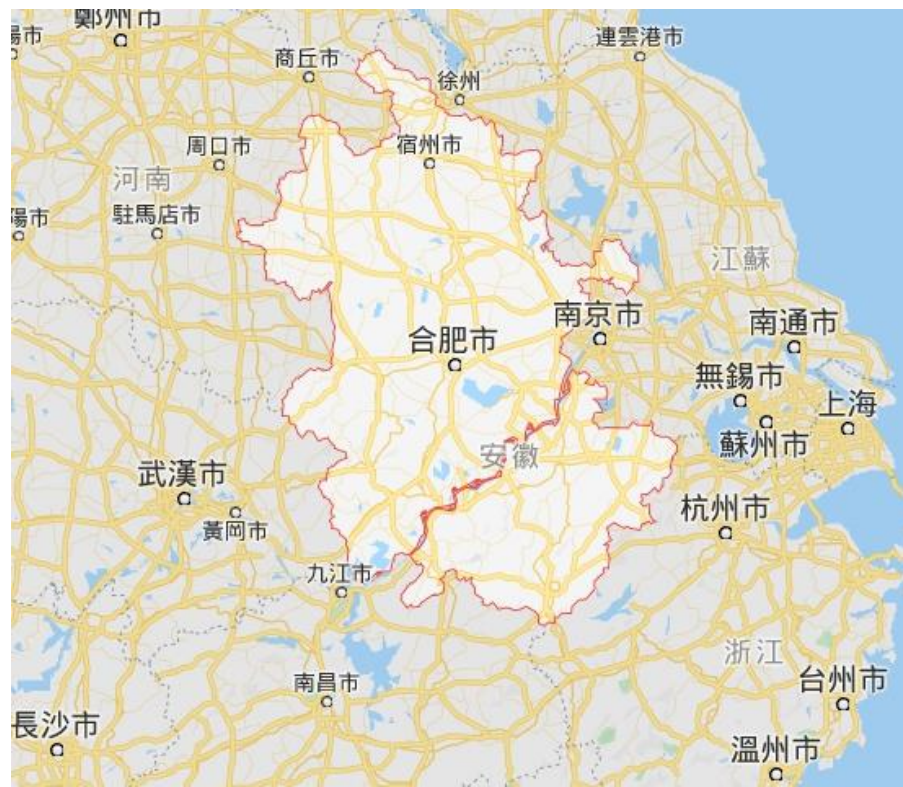 鄭州市
陽市
連雲港市
商丘市
徐州
周口市
宿州市
河南
駐馬店市
陽市
江蘇
南京市
南通市
合肥市
無錫市
上海
蘇州市
安徽
武漢市
杭州市
黃岡市
九江市
浙江
南昌市
台州市
長沙市
溫州市